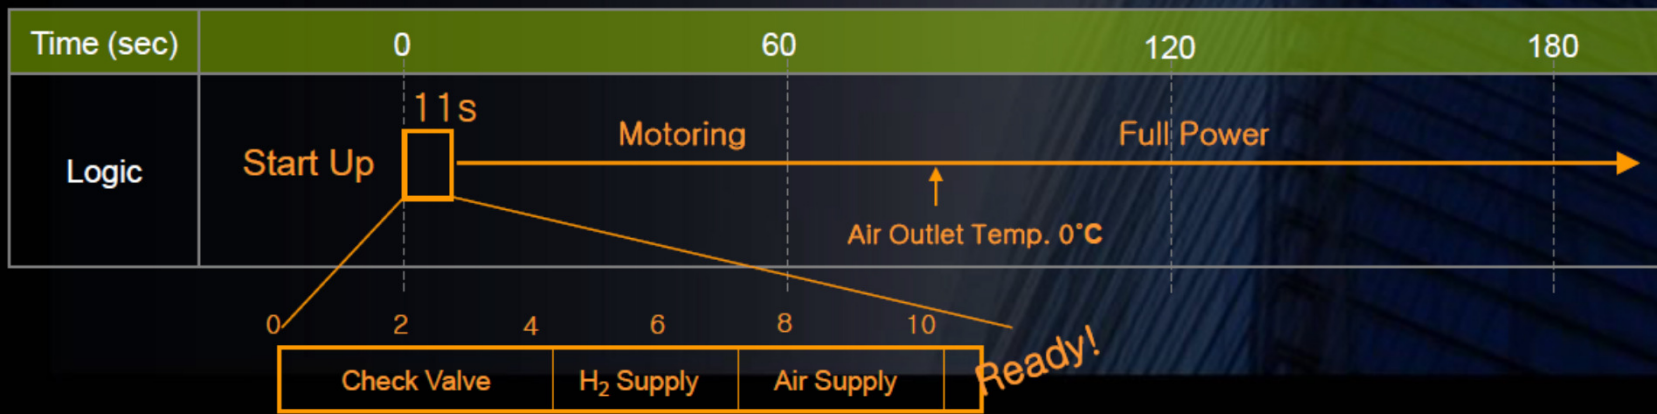 Time (sec) 0 60 120 180
11s
Motoring Full Power
Logic Start Up
Air Outlet Temp. 0°C
0 2 4 6 8 10
Ready!
Check Valve H₂ Supply Air Supply